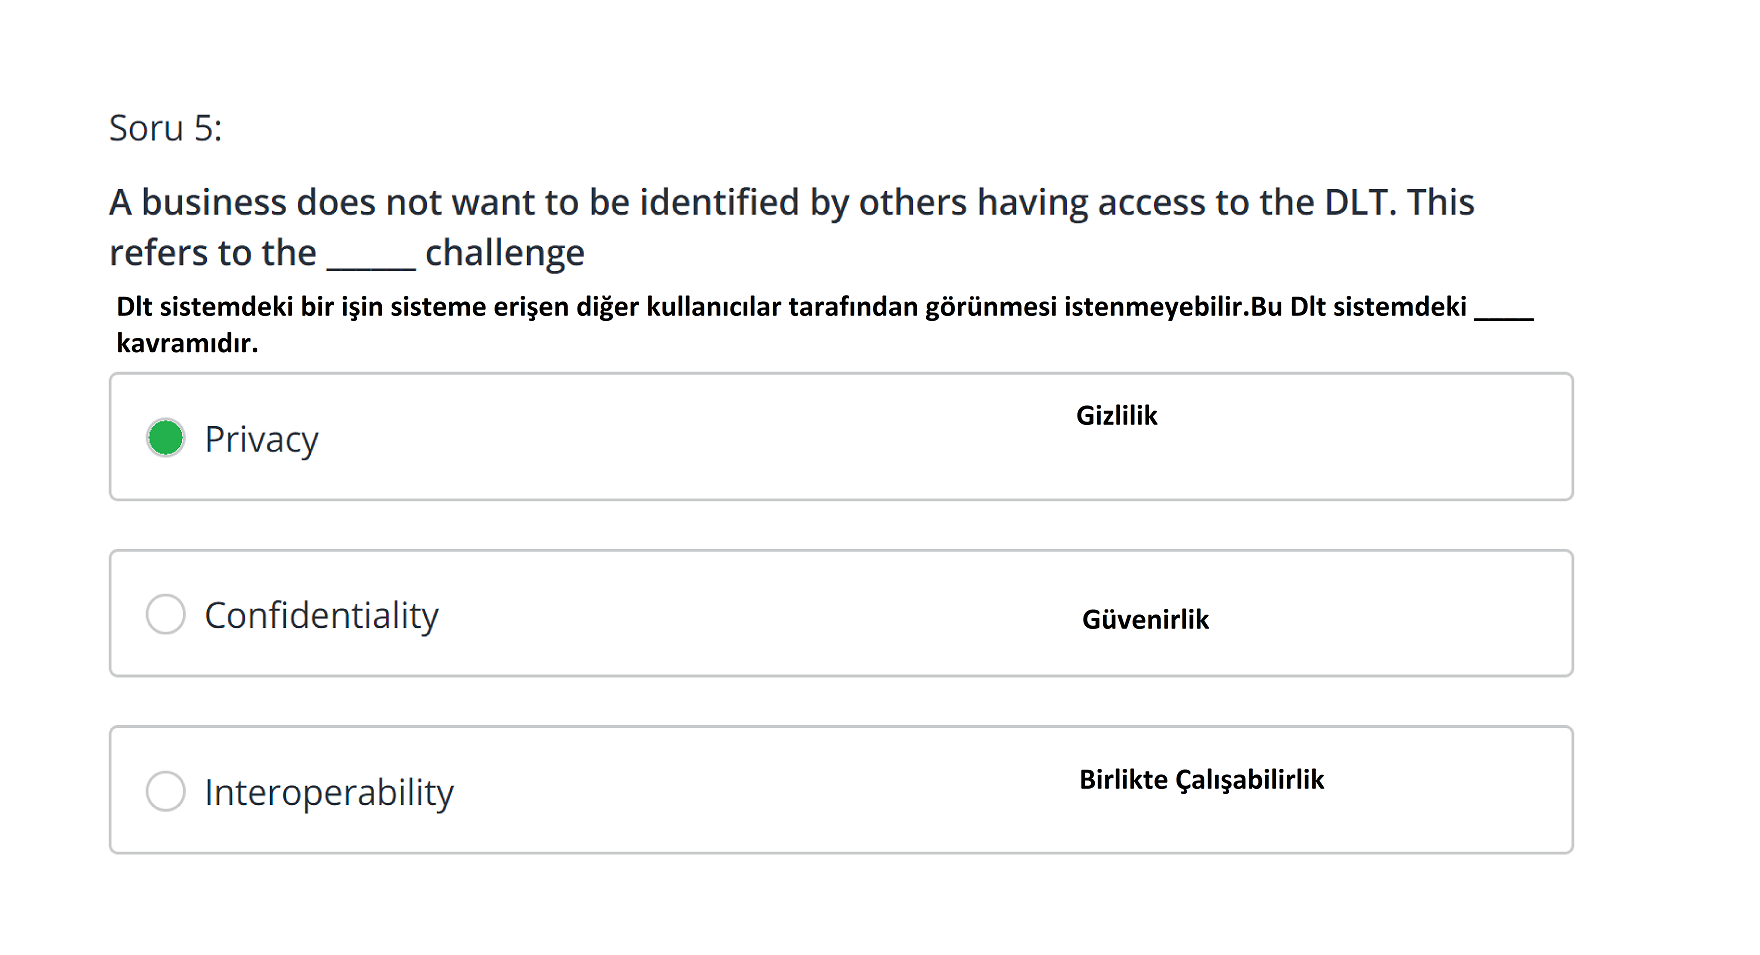 Soru 5:
A business does not want to be identified by others having access to the DLT. This
refers to the ______ challenge
Dlt sistemdeki bir işin sisteme erişen diğer kullanıcılar tarafından görünmesi istenmeyebilir.Bu Dlt sistemdeki ____
kavramıdır.
Gizlilik
Privacy
Confidentiality
Güvenirlik
Birlikte Çalışabilirlik
Interoperability